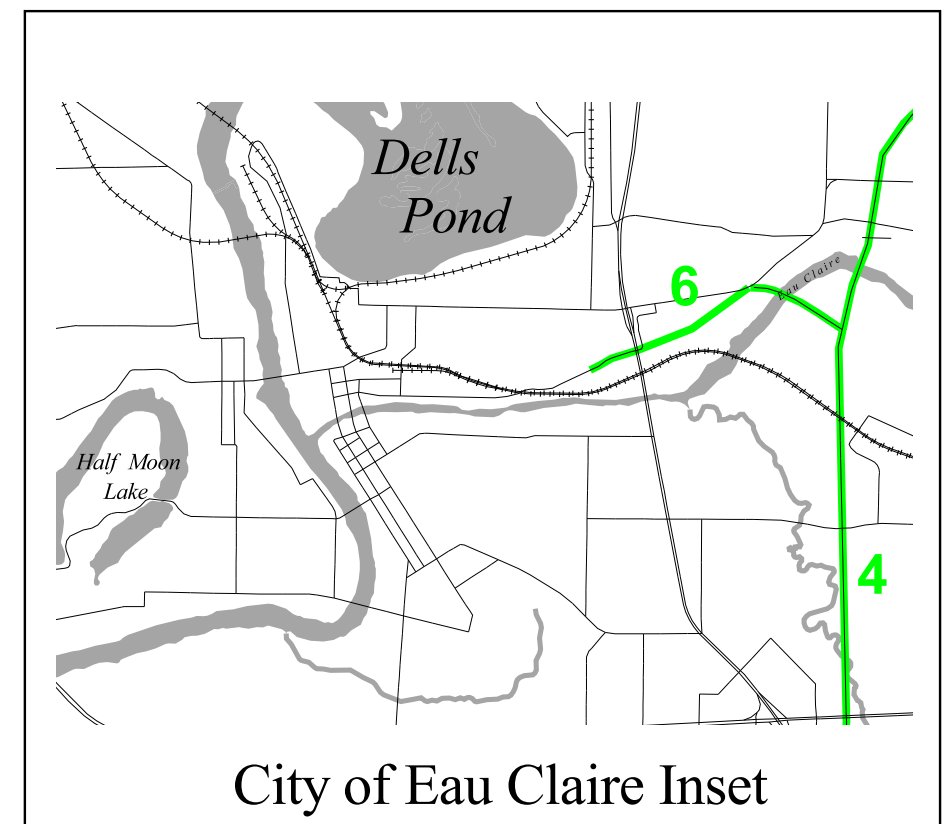 Dells
Pond
6
Eau Claire
Half Moon
Lake
4
City of Eau Claire Inset